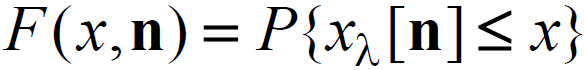 F(x,n) = P{x_λ[n] ≤ x}